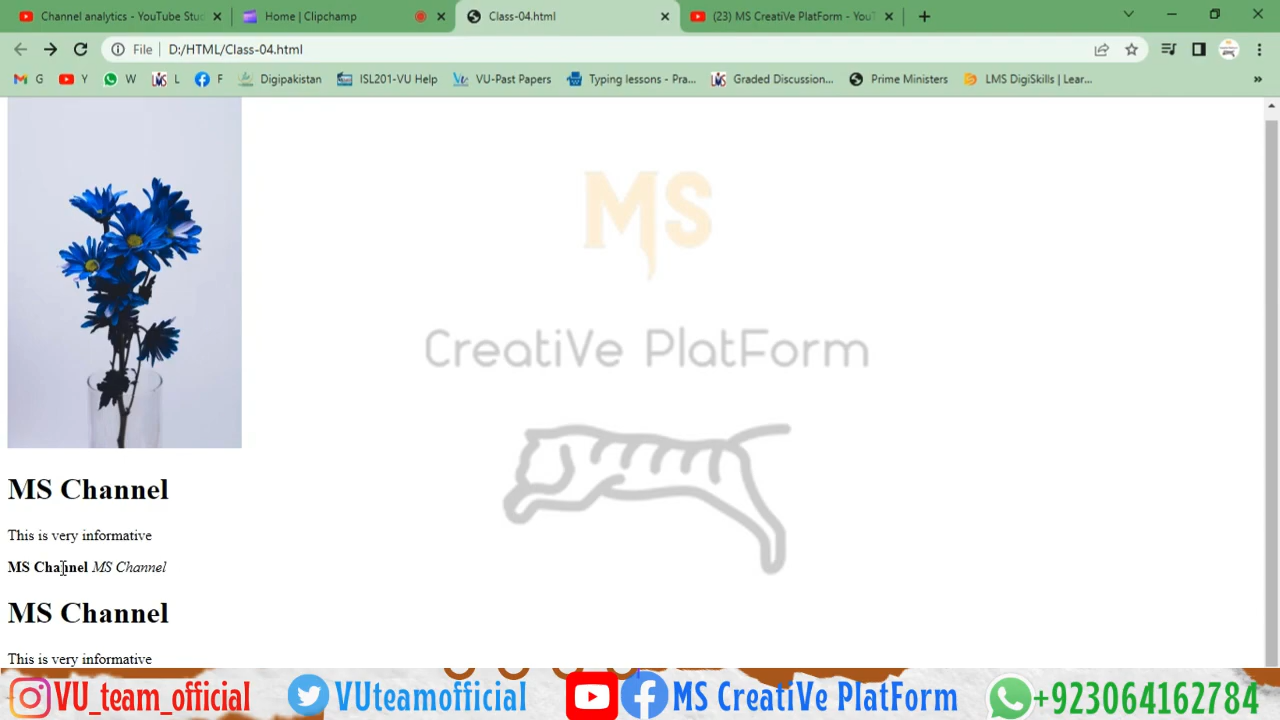 Channel analytics - YouTube Stu
Home | Clipchamp
Class-04.html
(23) MS CreatiVe PlatForm - YouT
File
D:/HTML/Class-04.html
G
Y
W
L
F
Digipakistan
ISL201-VU Help
VU-Past Papers
Typing lessons - Pra...
Graded Discussion...
Prime Ministers
LMS DigiSkills | Lear...
»
MS
CreatiVe PlatForm
MS Channel
This is very informative
MS Channel MS Channel
MS Channel
This is very informative
VU_team_official
VUteamofficial
MS CreatiVe PlatForm
+923064162784